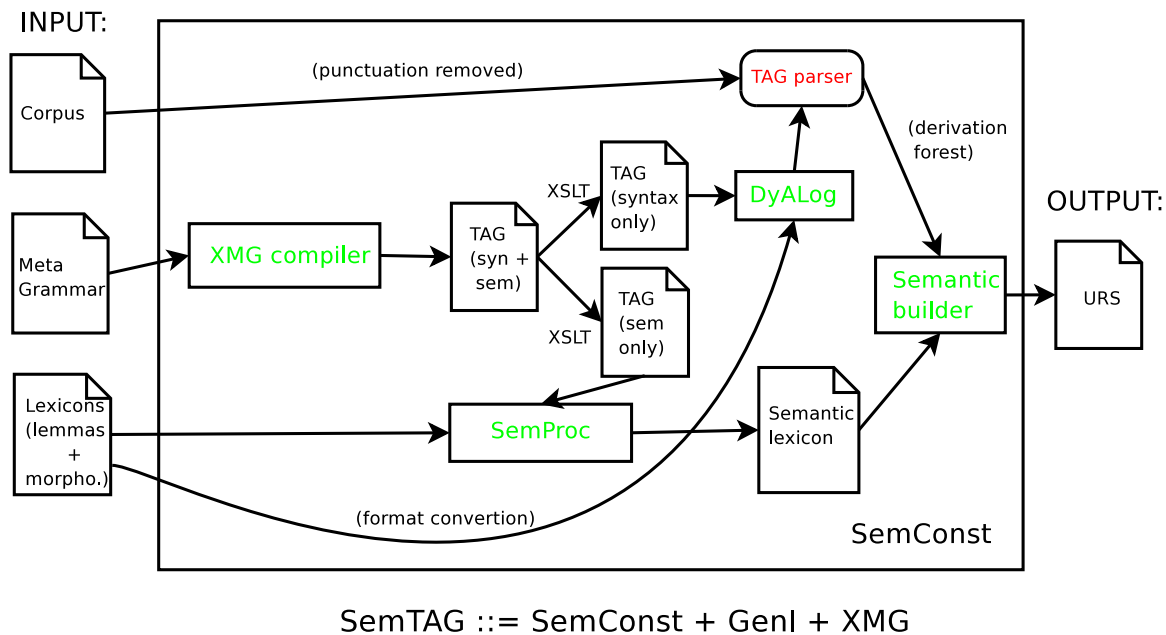 INPUT:
Corpus
(punctuation removed)
TAG parser
(derivation
forest)
Meta
Grammar
XMG compiler
TAG
(syn +
sem)
XSLT
TAG
(syntax
only)
DyALog
XSLT
TAG
(sem
only)
Semantic
builder
OUTPUT:
URS
Lexicons
(lemmas
+
morpho.)
SemProc
Semantic
lexicon
(format convertion)
SemConst
SemTAG ::= SemConst + GenI + XMG